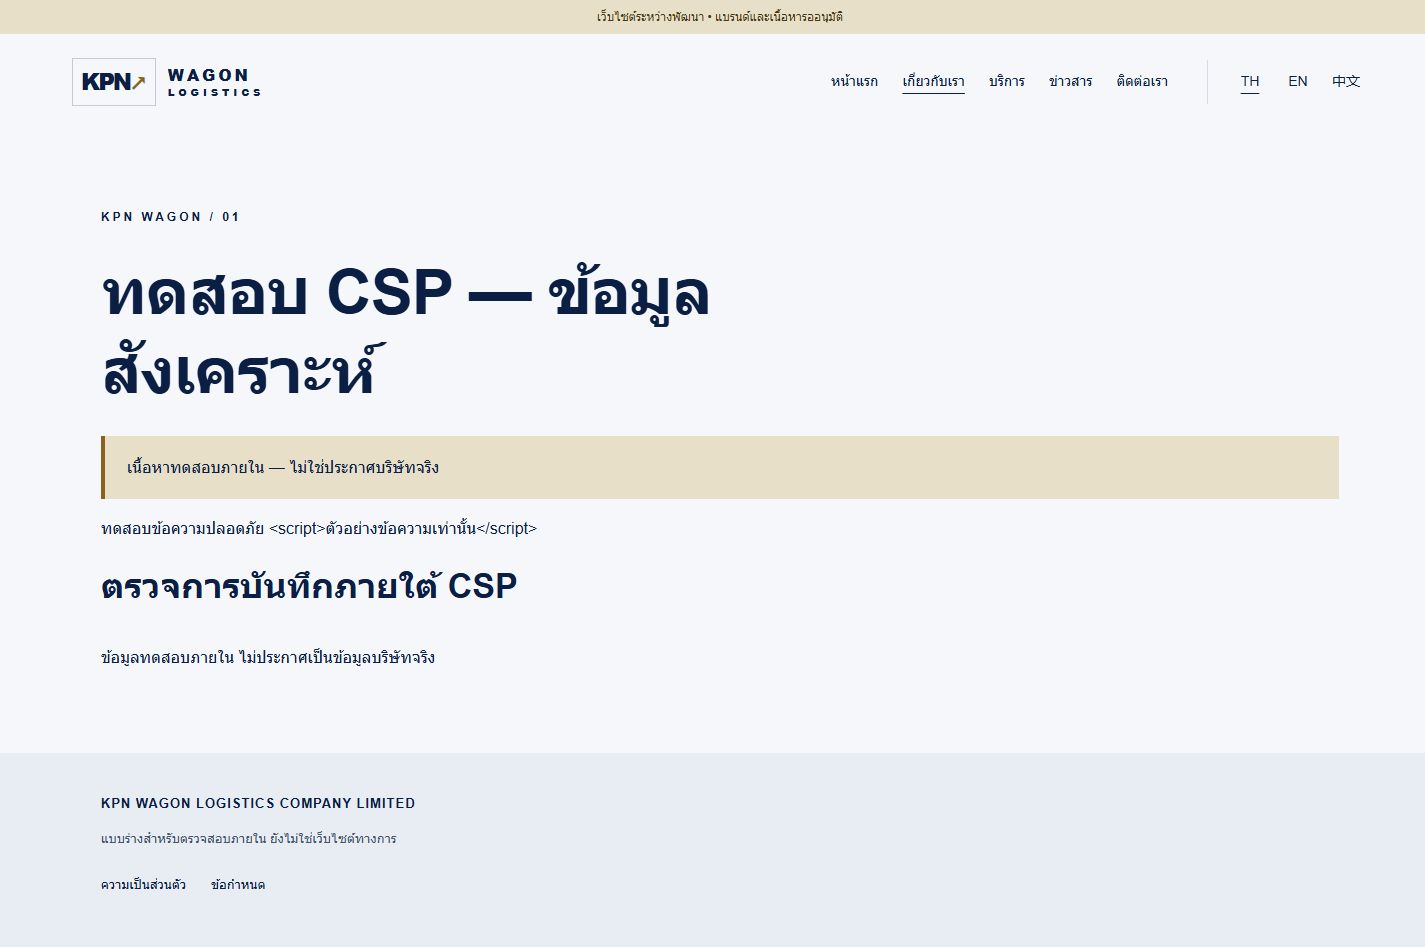 เว็บไซต์ระหว่างพัฒนา • แบรนด์และเนื้อหารออนุมัติ
KPN↗ WAGON LOGISTICS
หน้าแรก เกี่ยวกับเรา บริการ ข่าวสาร ติดต่อเรา TH EN 中文
KPN WAGON / 01
ทดสอบ CSP — ข้อมูล
สังเคราะห์
เนื้อหาทดสอบภายใน — ไม่ใช่ประกาศบริษัทจริง
ทดสอบข้อความปลอดภัย <script>ตัวอย่างข้อความเท่านั้น</script>
ตรวจการบันทึกภายใต้ CSP
ข้อมูลทดสอบภายใน ไม่ประกาศเป็นข้อมูลบริษัทจริง
KPN WAGON LOGISTICS COMPANY LIMITED
แบบร่างสำหรับตรวจสอบภายใน ยังไม่ใช่เว็บไซต์ทางการ
ความเป็นส่วนตัว ข้อกำหนด